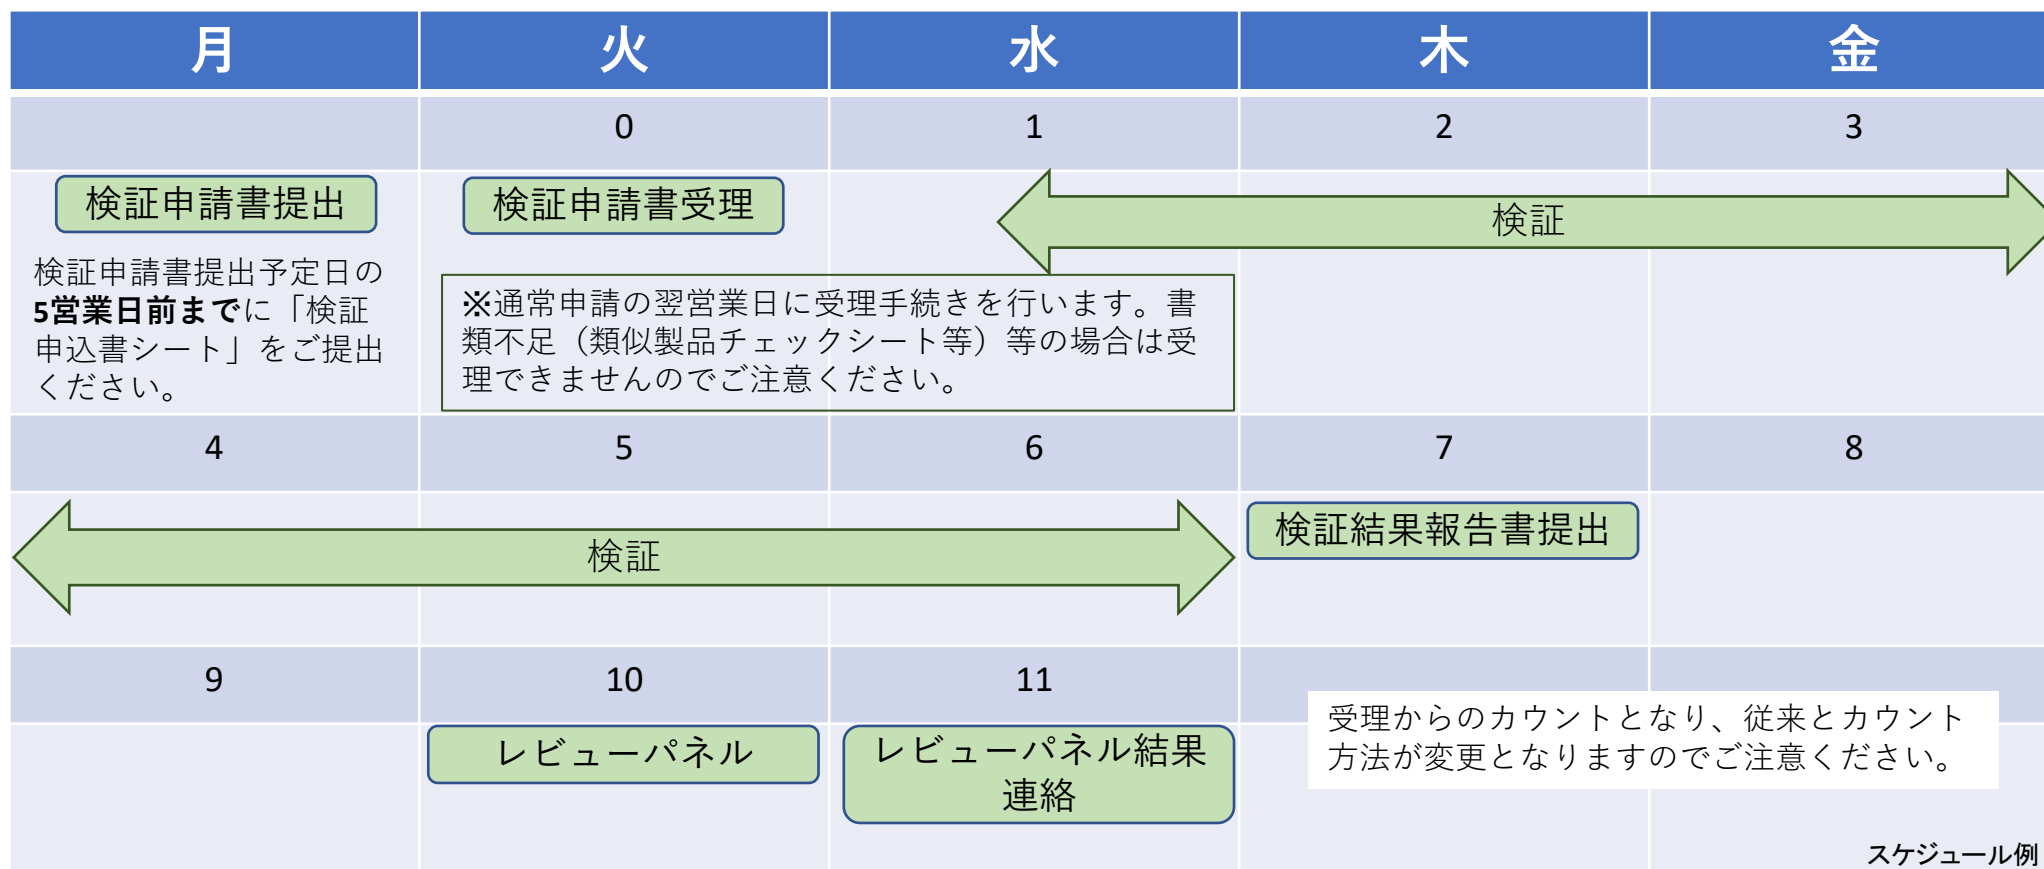 月 火 水 木 金
0 1 2 3
検証申請書提出 検証申請書受理 検証
検証申請書提出予定日の
5営業日前までに「検証
申込書シート」をご提出
ください。
※通常申請の翌営業日に受理手続きを行います。書
類不足（類似製品チェックシート等）等の場合は受
理できませんのでご注意ください。
4 5 6 7 8
検証 検証結果報告書提出
9 10 11
レビューパネル
レビューパネル結果
連絡
受理からのカウントとなり、従来とカウント
方法が変更となりますのでご注意ください。
スケジュール例